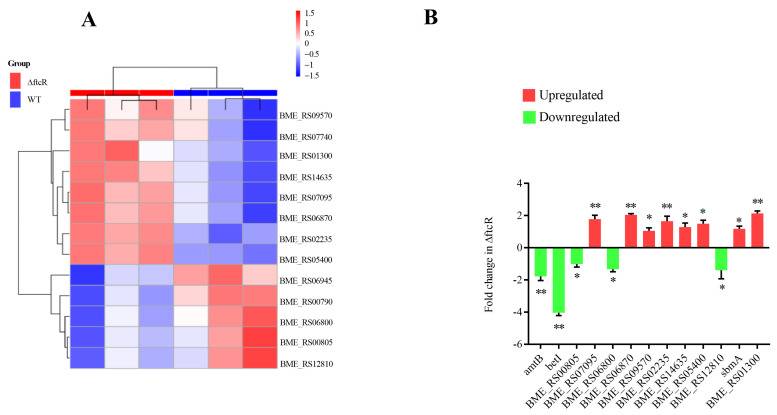 A
B
1.5
1
0.5
0
−0.5
−1
−1.5
Group
ΔftcR
WT
BME_RS09570
BME_RS07740
BME_RS01300
BME_RS14635
BME_RS07095
BME_RS06870
BME_RS02235
BME_RS05400
BME_RS06945
BME_RS00790
BME_RS06800
BME_RS00805
BME_RS12810
Upregulated
Downregulated
Fold change in ΔftcR
4
2
0
-2
-4
-6
** ** * ** * ** * ** * * * * **
amtB
betI
BME_RS00805
BME_RS07095
BME_RS06800
BME_RS06870
BME_RS09570
BME_RS02235
BME_RS14635
BME_RS05400
BME_RS12810
sbmA
BME_RS01300